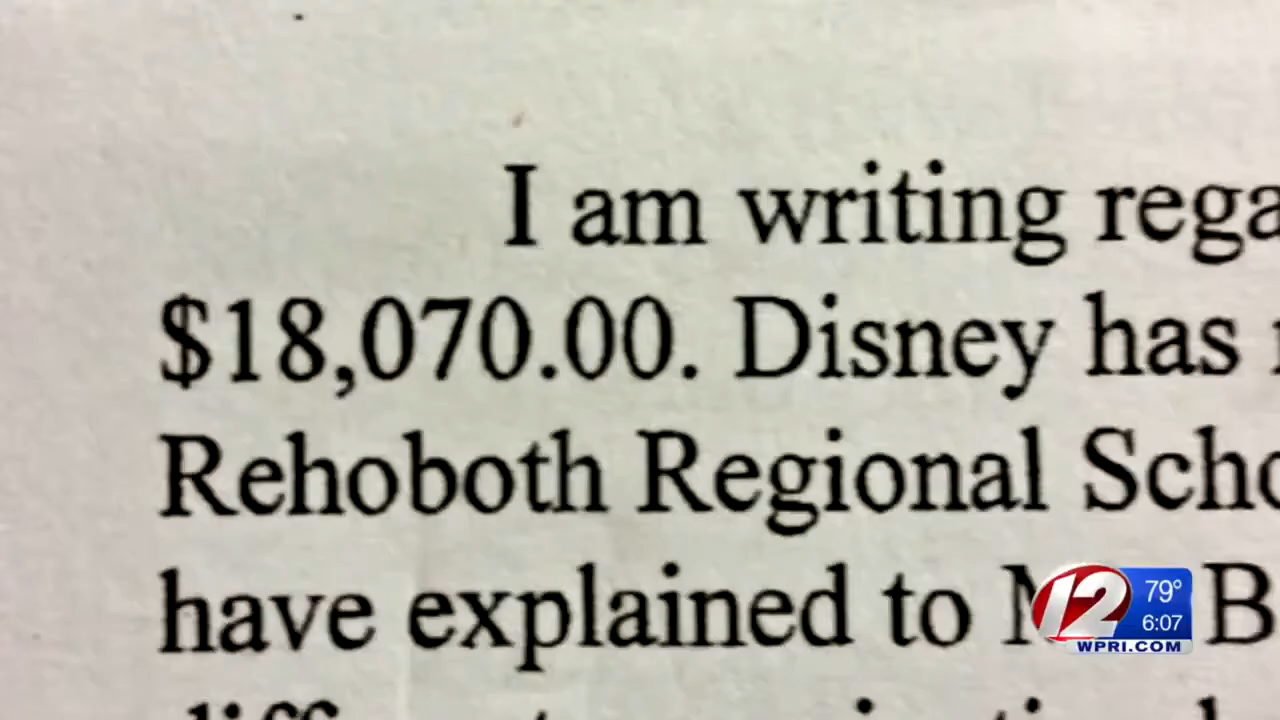 I am writing rega
$18,070.00. Disney has
Rehoboth Regional Scho
have explained to M B
12
79°
6:07
WPRI.COM